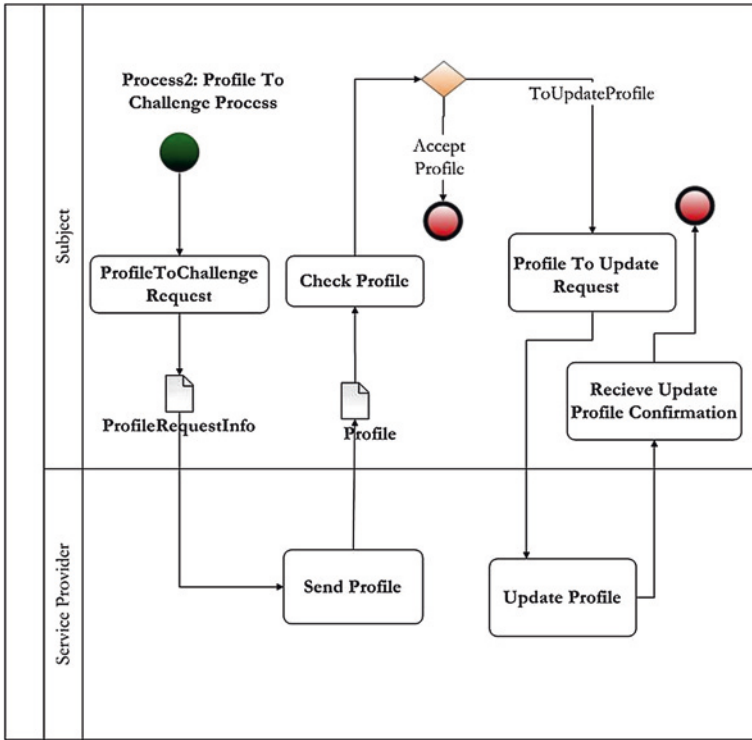 Process2: Profile To
Challenge Process
Subject
ProfileToChallenge
Request
ProfileRequestInfo
Check Profile
Profile
Accept
Profile
ToUpdateProfile
Profile To Update
Request
Recieve Update
Profile Confirmation
Service Provider
Send Profile
Update Profile